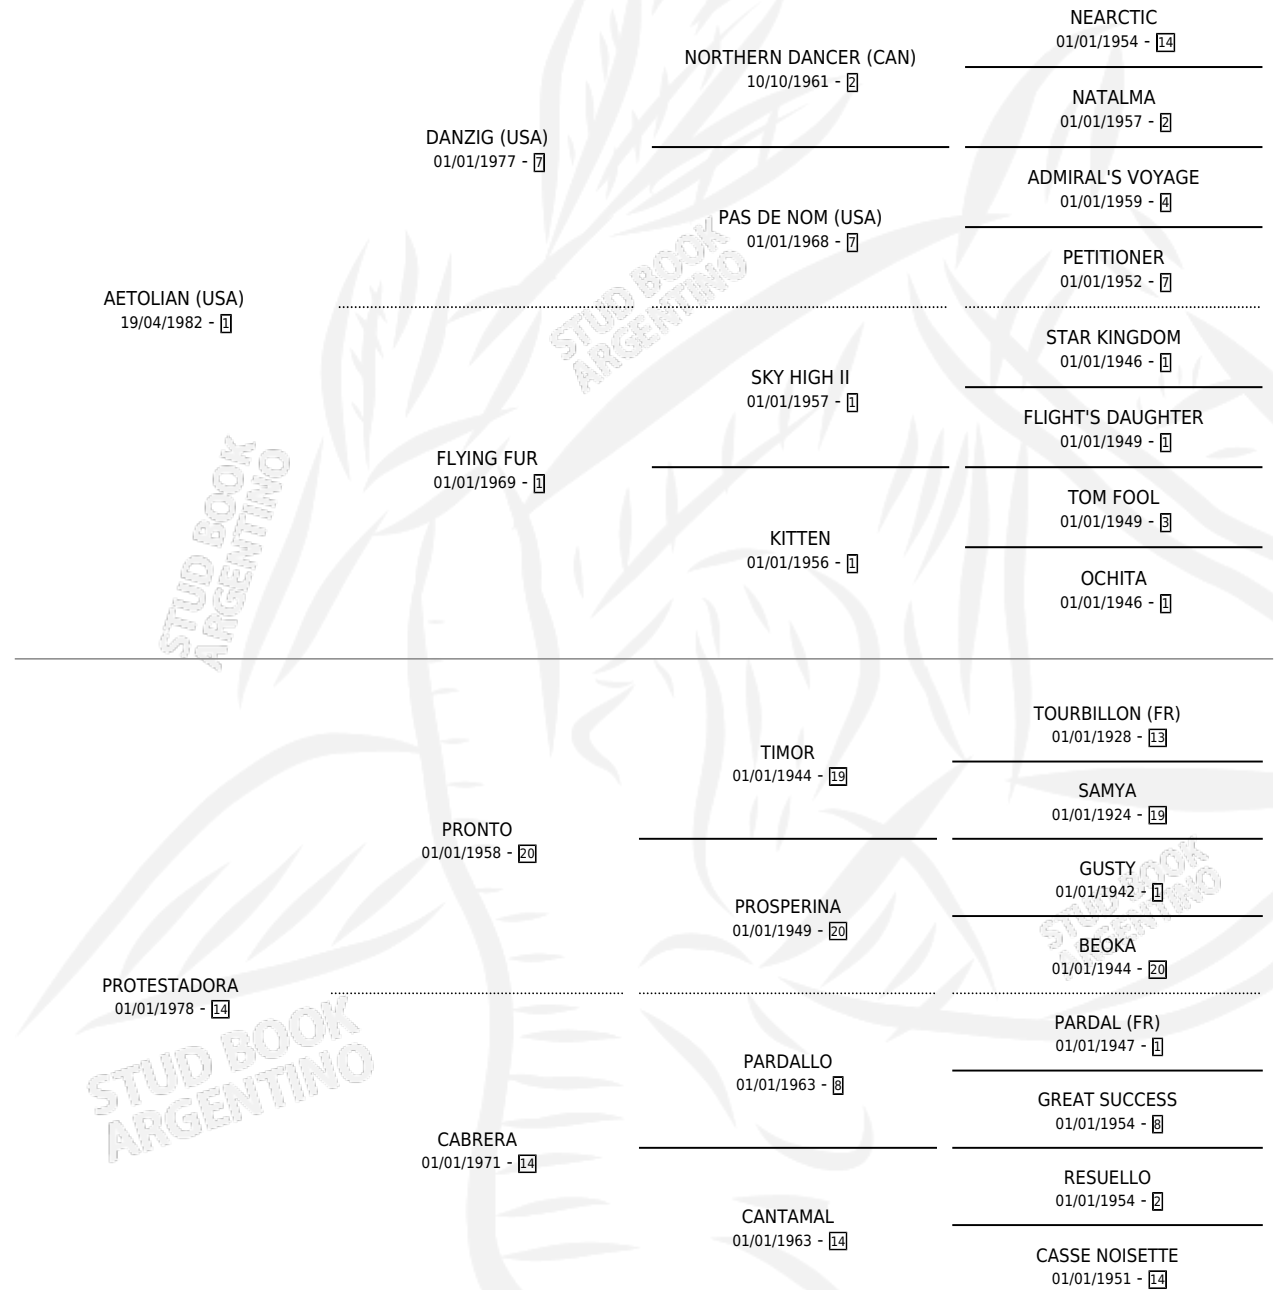 NEARCTIC
01/01/1954 - 14
NORTHERN DANCER (CAN)
10/10/1961 - 2
NATALMA
01/01/1957 - 2
DANZIG (USA)
01/01/1977 - 7
ADMIRAL'S VOYAGE
01/01/1959 - 4
PAS DE NOM (USA)
01/01/1968 - 7
PETITIONER
01/01/1952 - 7
AETOLIAN (USA)
19/04/1982 - 1
STUD BOOK
ARGENTINO
STAR KINGDOM
01/01/1946 - 1
SKY HIGH II
01/01/1957 - 1
FLIGHT'S DAUGHTER
01/01/1949 - 1
FLYING FUR
01/01/1969 - 1
TOM FOOL
01/01/1949 - 3
KITTEN
01/01/1956 - 1
OCHITA
01/01/1946 - 1
STUD BOOK
ARGENTINO
TOURBILLON (FR)
01/01/1928 - 13
TIMOR
01/01/1944 - 19
SAMYA
01/01/1924 - 19
PRONTO
01/01/1958 - 20
GUSTY
01/01/1942 - 1
PROSPERINA
01/01/1949 - 20
STUD BOOK
ARGENTINO
BEOKA
01/01/1944 - 20
PROTESTADORA
01/01/1978 - 14
STUD BOOK
ARGENTINO
PARDAL (FR)
01/01/1947 - 1
PARDALLO
01/01/1963 - 8
GREAT SUCCESS
01/01/1954 - 8
CABRERA
01/01/1971 - 14
RESUELLO
01/01/1954 - 2
CANTAMAL
01/01/1963 - 14
CASSE NOISETTE
01/01/1951 - 14